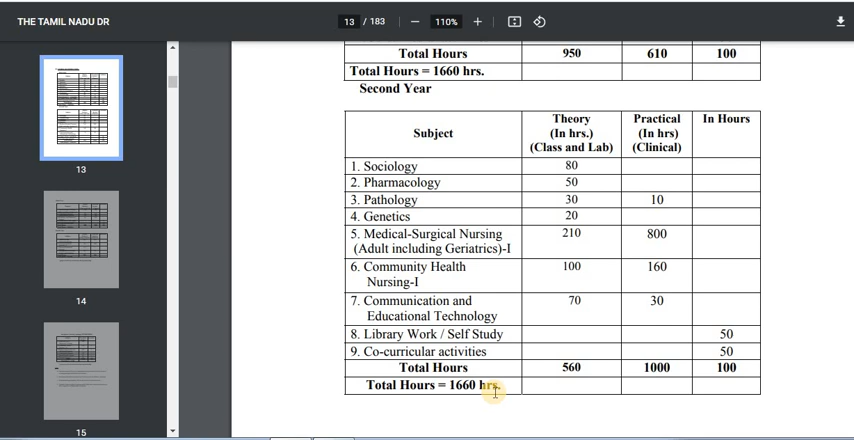 THE TAMIL NADU DR
13 / 183
110%
13
14
15
Total Hours 950 610 100
Total Hours = 1660 hrs.
Second Year
Subject Theory (In hrs.) (Class and Lab) Practical (In hrs) (Clinical) In Hours
1. Sociology 80
2. Pharmacology 50
3. Pathology 30 10
4. Genetics 20
5. Medical-Surgical Nursing 210 800
(Adult including Geriatrics)-I
6. Community Health 100 160
Nursing-I
7. Communication and 70 30
Educational Technology
8. Library Work / Self Study 50
9. Co-curricular activities 50
Total Hours 560 1000 100
Total Hours = 1660 hrs.